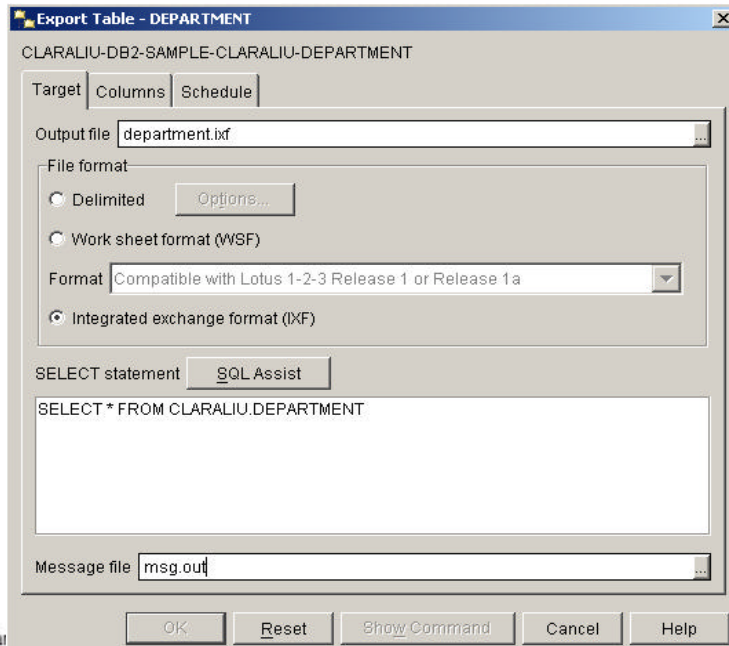 Export Table - DEPARTMENT
CLARALIU-DB2-SAMPLE-CLARALIU-DEPARTMENT
Target Columns Schedule
Output file department.ixf ...
File format
Delimited Options...
Work sheet format (WSF)
Format Compatible with Lotus 1-2-3 Release 1 or Release 1a
Integrated exchange format (IXF)
SELECT statement SQL Assist
SELECT * FROM CLARALIU.DEPARTMENT
Message file msg.out ...
OK Reset Show Command Cancel Help